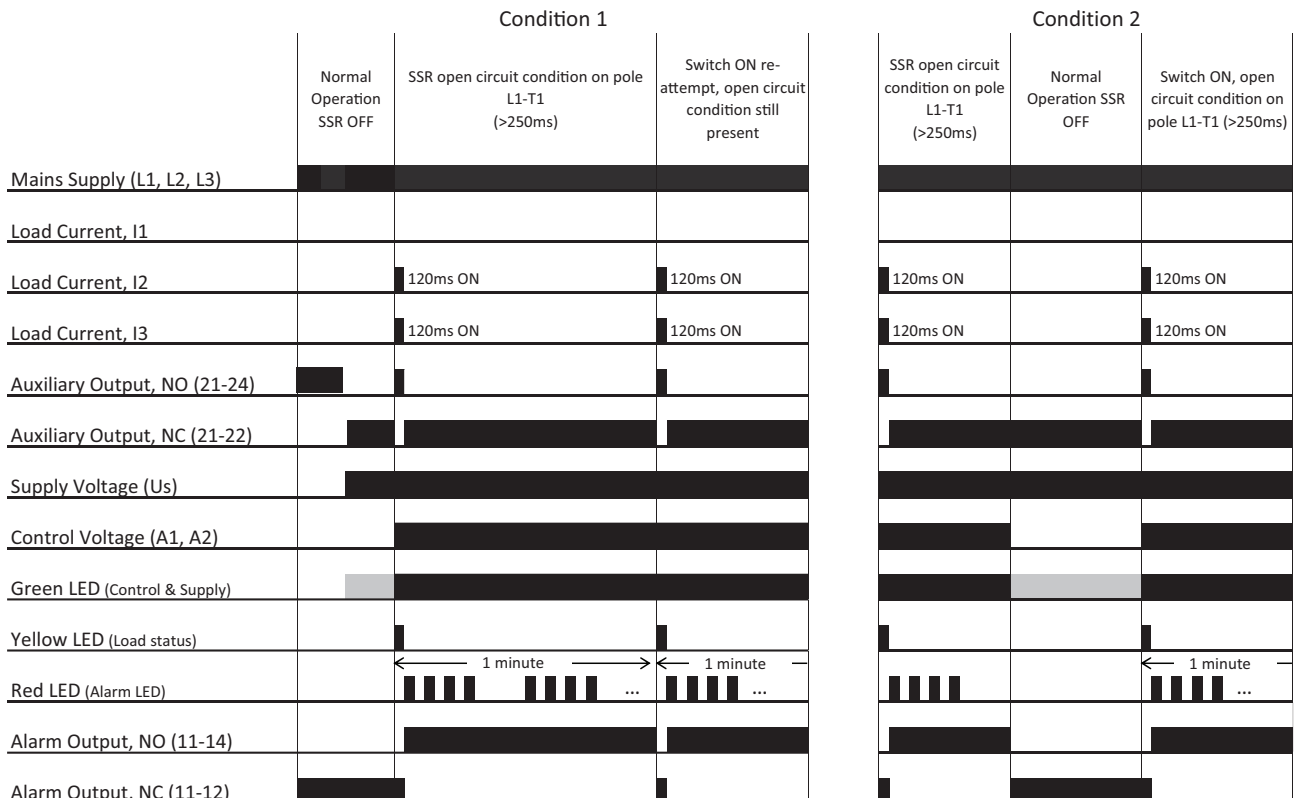 Condition 1
Condition 2
Normal
Operation
SSR OFF
SSR open circuit condition on pole
L1-T1
(>250ms)
Switch ON re-
attempt, open circuit
condition still
present
SSR open circuit
condition on pole
L1-T1
(>250ms)
Normal
Operation SSR
OFF
Switch ON, open
circuit condition on
pole L1-T1 (>250ms)
Mains Supply (L1, L2, L3)
Load Current, I1
Load Current, I2
120ms ON
120ms ON
120ms ON
120ms ON
Load Current, I3
120ms ON
120ms ON
120ms ON
120ms ON
Auxiliary Output, NO (21-24)
Auxiliary Output, NC (21-22)
Supply Voltage (Us)
Control Voltage (A1, A2)
Green LED (Control & Supply)
Yellow LED (Load status)
1 minute
1 minute
1 minute
Red LED (Alarm LED)
...
...
...
Alarm Output, NO (11-14)
Alarm Output, NC (11-12)